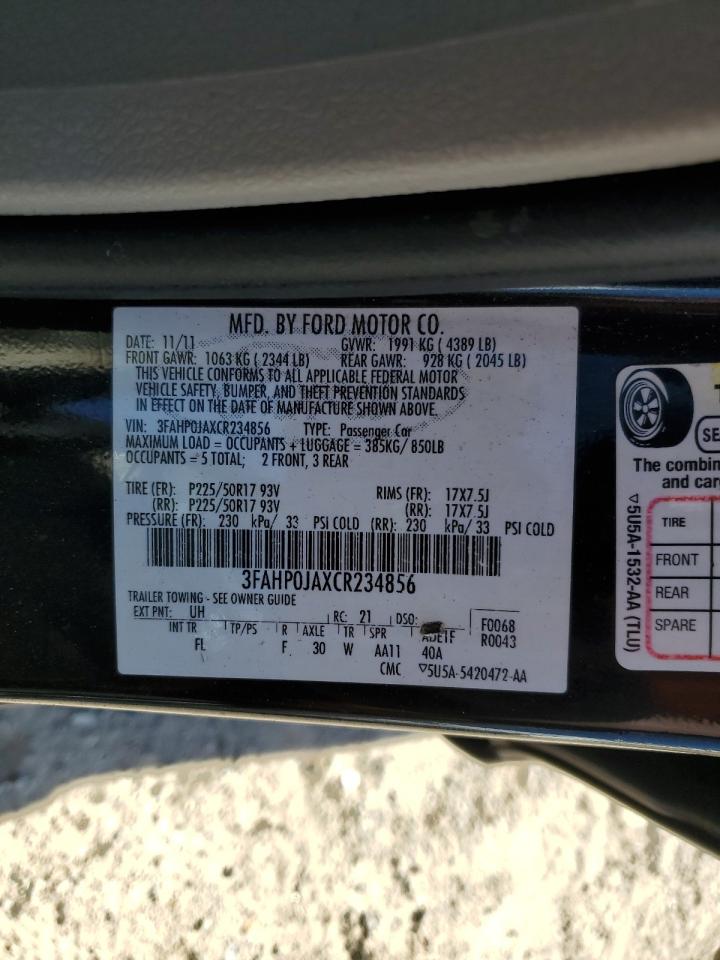 MFD. BY FORD MOTOR CO.
DATE: 11/11 GVWR: 1991 KG ( 4389 LB)
FRONT GAWR: 1063 KG ( 2344 LB) REAR GAWR: 928 KG ( 2045 LB)
THIS VEHICLE CONFORMS TO ALL APPLICABLE FEDERAL MOTOR
VEHICLE SAFETY, BUMPER, AND THEFT PREVENTION STANDARDS
IN EFFECT ON THE DATE OF MANUFACTURE SHOWN ABOVE.
VIN: 3FAHP0JAXCR234856 TYPE: Passenger Car
MAXIMUM LOAD = OCCUPANTS + LUGGAGE = 385KG/ 850LB
OCCUPANTS = 5 TOTAL; 2 FRONT, 3 REAR
TIRE (FR): P225/50R17 93V RIMS (FR): 17X7.5J
(RR): P225/50R17 93V (RR): 17X7.5J
PRESSURE (FR): 230 kPa/ 33 PSI COLD (RR): 230 kPa/ 33 PSI COLD
3FAHP0JAXCR234856
TRAILER TOWING - SEE OWNER GUIDE
EXT PNT: UH RC: 21 DSO: F0068
INT TR TP/PS R AXLE TR SPR R0043
FL F 30 W AA11 40A
CMC ▽5U5A-5420472-AA
SE
The combin
and car
TIRE
FRONT
REAR
SPARE
▽5U5A-1532-AA (TLU)